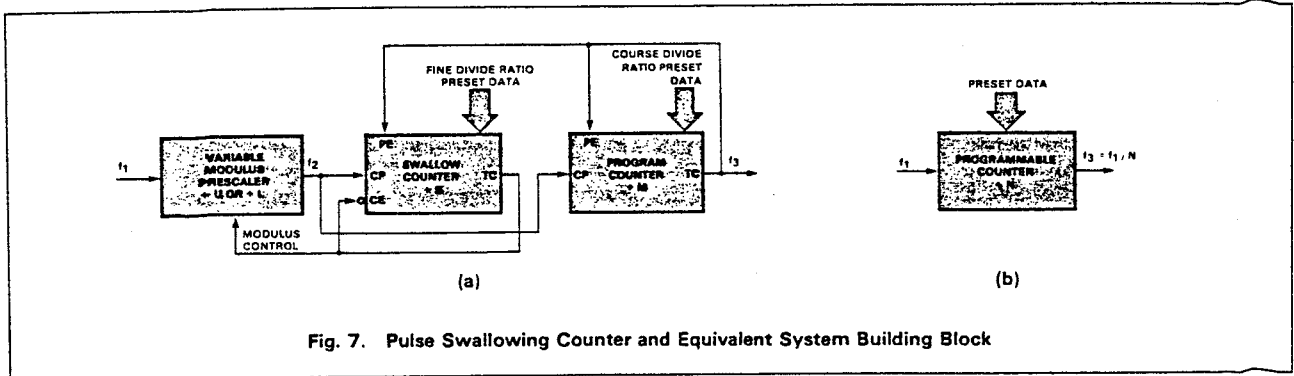 FINE DIVIDE RATIO
PRESET DATA
COURSE DIVIDE
RATIO PRESET
DATA
f1
VARIABLE
MODULUS
PRESCALER
÷ U OR ÷ L
f2
MODULUS
CONTROL
PE
CP
CE
SWALLOW
COUNTER
TC
PE
CP
PROGRAM
COUNTER
÷ M
TC
f3
(a)
PRESET DATA
f1
PROGRAMMABLE
COUNTER
÷ N
f3 = f1 / N
(b)
Fig. 7. Pulse Swallowing Counter and Equivalent System Building Block